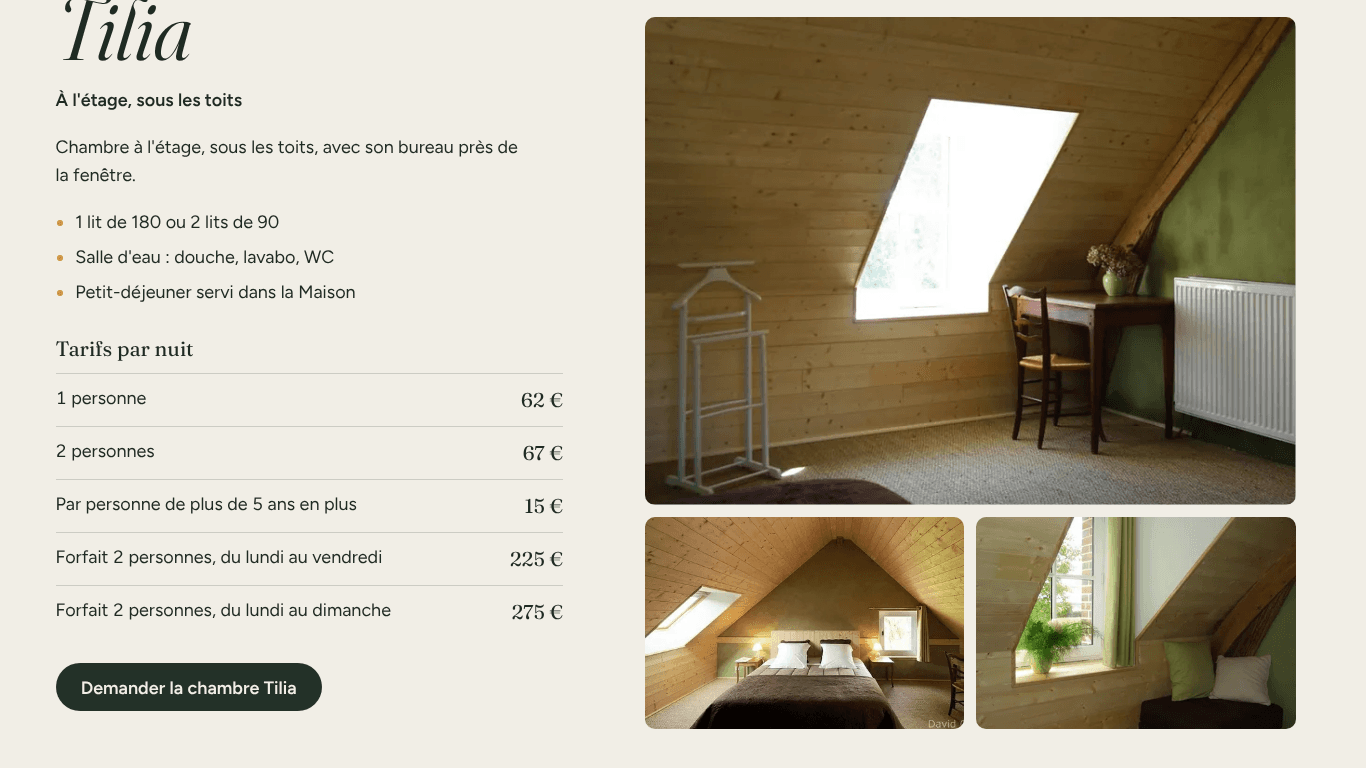 Tilia
À l'étage, sous les toits
Chambre à l'étage, sous les toits, avec son bureau près de
la fenêtre.
1 lit de 180 ou 2 lits de 90
Salle d'eau : douche, lavabo, WC
Petit-déjeuner servi dans la Maison
Tarifs par nuit
1 personne 62 €
2 personnes 67 €
Par personne de plus de 5 ans en plus 15 €
Forfait 2 personnes, du lundi au vendredi 225 €
Forfait 2 personnes, du lundi au dimanche 275 €
Demander la chambre Tilia
David